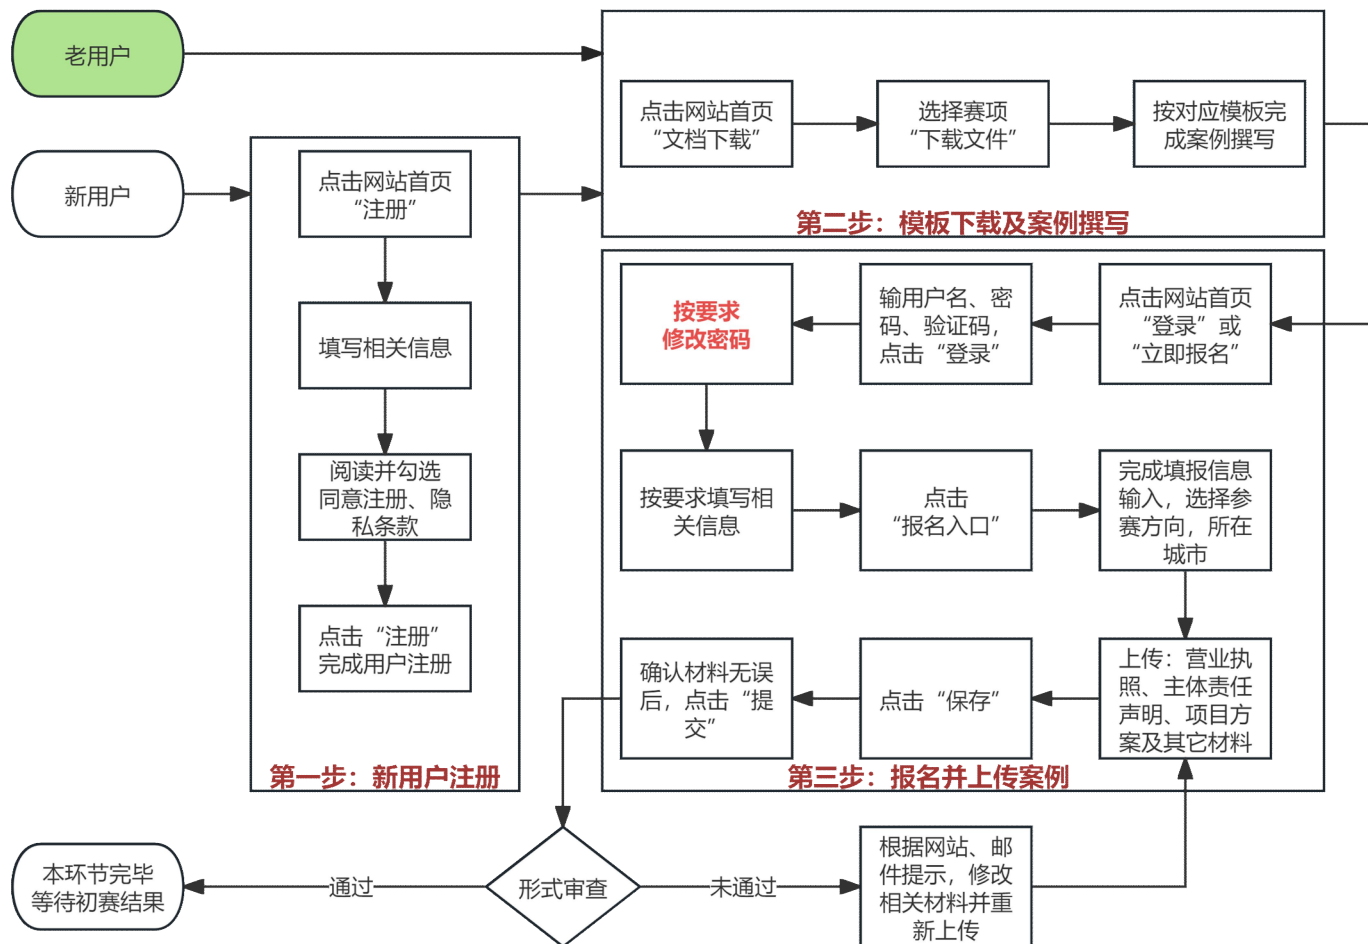 老用户
新用户
点击网站首页
“注册”
填写相关信息
阅读并勾选
同意注册、隐
私条款
点击“注册”
完成用户注册
第一步：新用户注册
点击网站首页
“文档下载”
选择赛项
“下载文件”
按对应模板完
成案例撰写
第二步：模板下载及案例撰写
点击网站首页
“登录”或
“立即报名”
输用户名、密
码、验证码，
点击“登录”
按要求
修改密码
按要求填写相
关信息
点击
“报名入口”
完成填报信息
输入，选择参
赛方向，所在
城市
上传：营业执
照、主体责任
声明、项目方
案及其它材料
点击“保存”
确认材料无误
后，点击“提
交”
第三步：报名并上传案例
形式审查
通过
本环节完毕
等待初赛结果
未通过
根据网站、邮
件提示，修改
相关材料并重
新上传